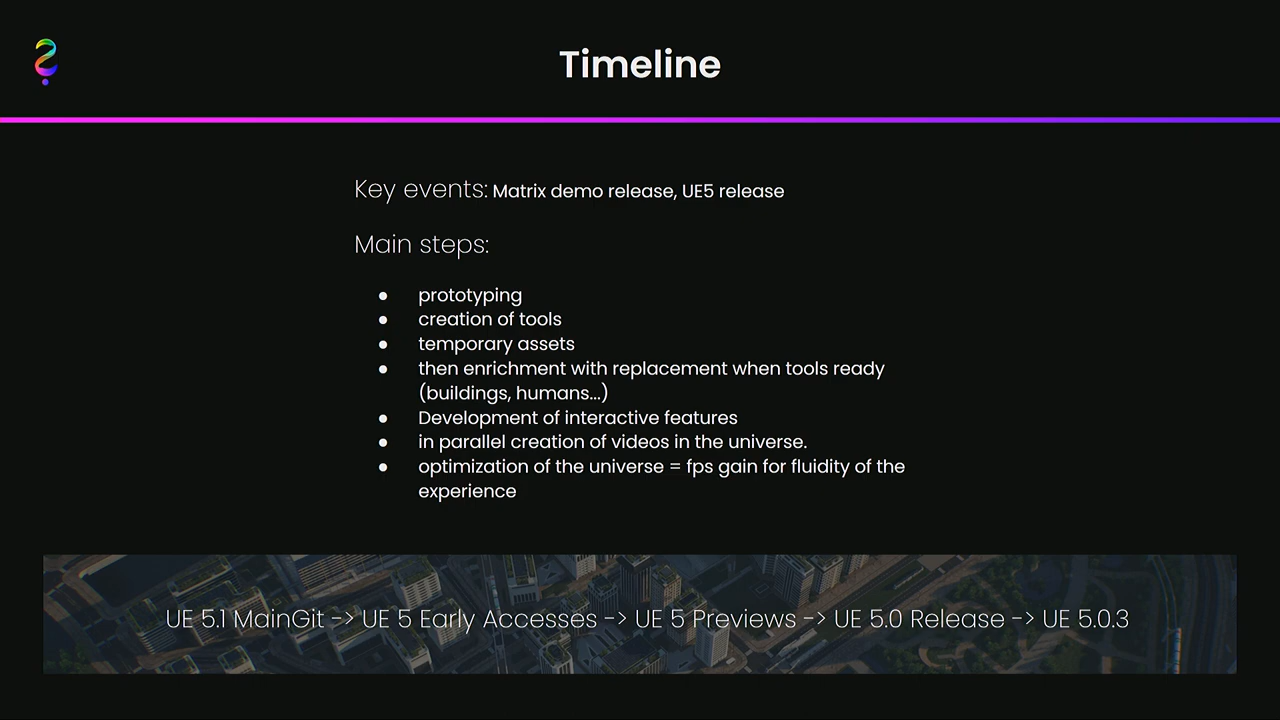 Timeline
Key events: Matrix demo release, UE5 release
Main steps:
● prototyping
● creation of tools
● temporary assets
● then enrichment with replacement when tools ready
(buildings, humans...)
● Development of interactive features
● in parallel creation of videos in the universe.
● optimization of the universe = fps gain for fluidity of the
experience
UE 5.1 MainGit -> UE 5 Early Accesses -> UE 5 Previews -> UE 5.0 Release -> UE 5.0.3